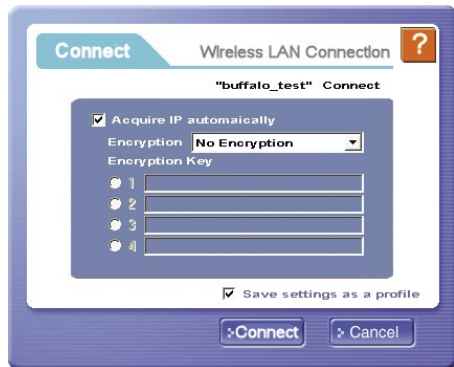 Connect Wireless LAN Connection ?
"buffalo_test" Connect
Acquire IP automaically
Encryption No Encryption
Encryption Key
1
2
3
4
Save settings as a profile
Connect Cancel